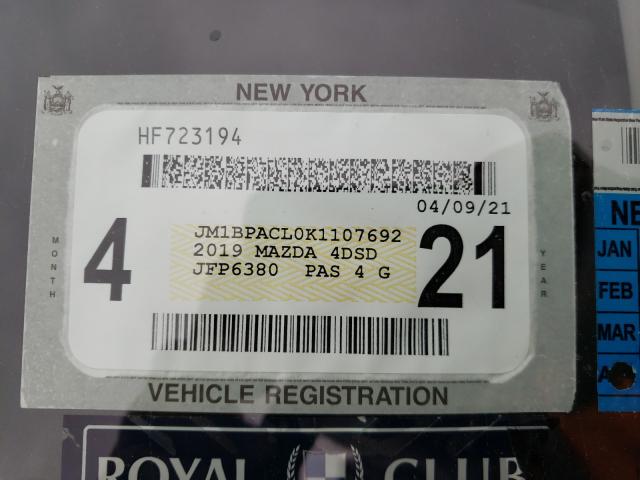 NEW YORK
HF723194
04/09/21
4
MONTH
JM1BPACL0K1107692
2019 MAZDA 4DSD
JFP6380 PAS 4 G
21
YEAR
VEHICLE REGISTRATION
ROYAL CLUB
NE
JAN
FEB
MAR